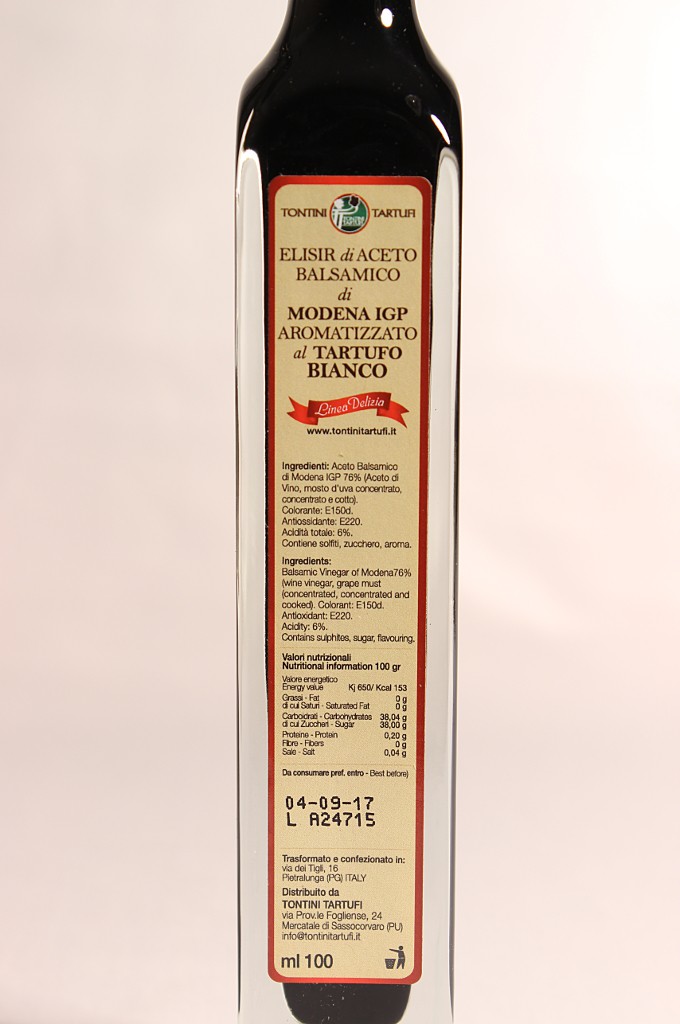 TONTINI TARTUFI
ELISIR di ACETO
BALSAMICO
di
MODENA IGP
AROMATIZZATO
al TARTUFO
BIANCO
Linea Delizia
www.tontinitartufi.it
Ingredienti: Aceto Balsamico
di Modena IGP 76% (Aceto di
Vino, mosto d'uva concentrato,
concentrato e cotto).
Colorante: E150d.
Antiossidante: E220.
Acidità totale: 6%.
Contiene solfiti, zucchero, aroma.
Ingredients:
Balsamic Vinegar of Modena76%
(wine vinegar, grape must
(concentrated, concentrated and
cooked). Colorant: E150d.
Antioxidant: E220.
Acidity: 6%.
Contains sulphites, sugar, flavouring.
Valori nutrizionali
Nutritional information 100 gr
Valore energetico
Energy value Kj 650/ Kcal 153
Grassi - Fat 0 g
di cui Saturi - Saturated Fat 0 g
Carboidrati - Carbohydrates 38,04 g
di cui Zuccheri - Sugar 38,00 g
Proteine - Protein 0,20 g
Fibre - Fibers 0 g
Sale - Salt 0,04 g
Da consumare pref. entro - Best before)
04-09-17
L A24715
Trasformato e confezionato in:
via dei Tigli, 16
Pietralunga (PG) ITALY
Distribuito da
TONTINI TARTUFI
via Prov.le Fogliense, 24
Mercatale di Sassocorvaro (PU)
info@tontinitartufi.it
ml 100